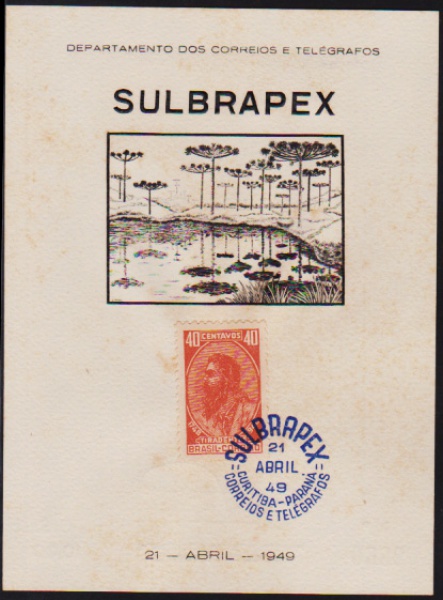 DEPARTAMENTO DOS CORREIOS E TELÉGRAFOS
SULBRAPEX
40 CENTAVOS 40
TIRADENTES
BRASIL-CORREIO
SULBRAPEX
21
ABRIL
49
=CURITIBA-PARANÁ=
CORREIOS E TELÉGRAFOS
21 — ABRIL — 1949